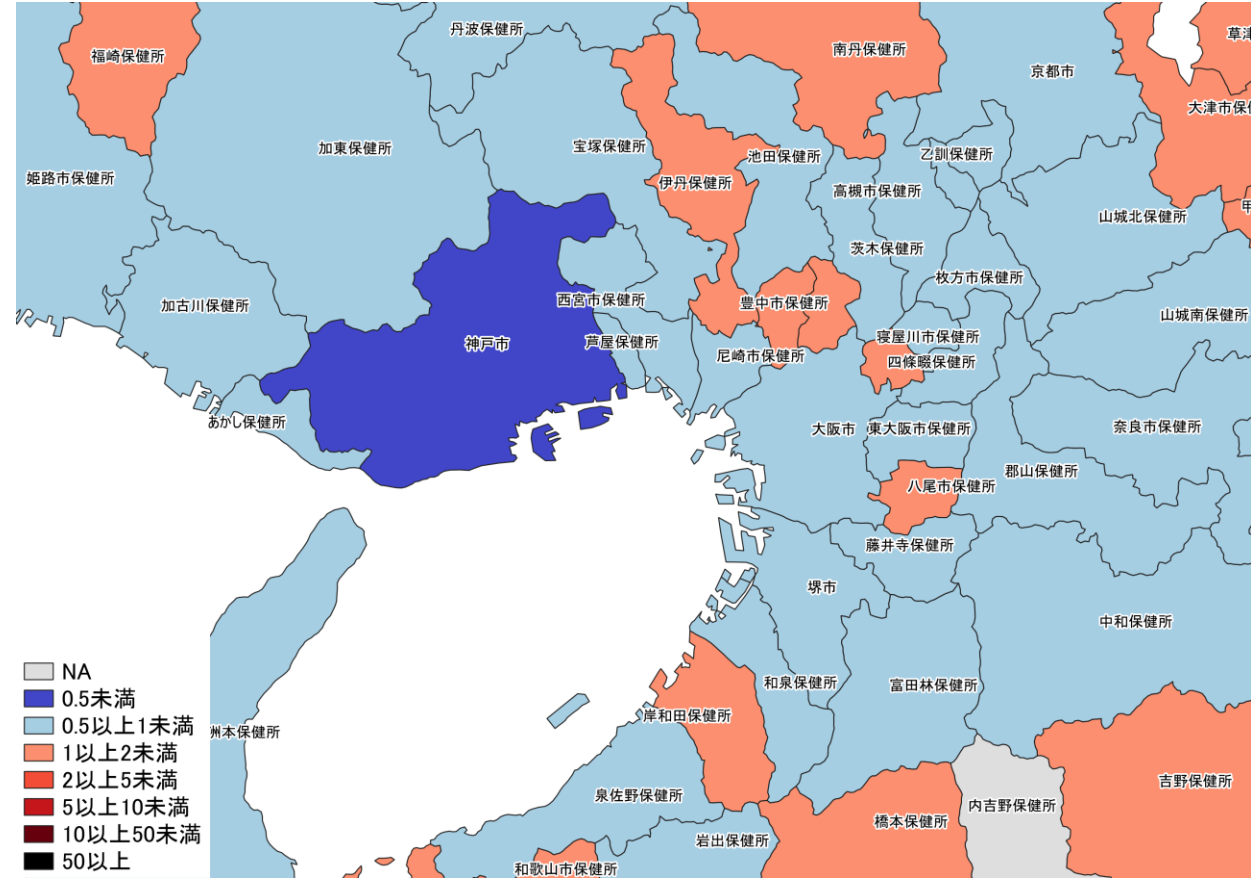 丹波保健所
草津
福崎保健所
南丹保健所
京都市
大津市保健
加東保健所
宝塚保健所
池田保健所
乙訓保健所
姫路市保健所
伊丹保健所
高槻市保健所
甲
山城北保健所
茨木保健所
枚方市保健所
加古川保健所
西宮市保健所
豊中市保健所
山城南保健所
神戸市
芦屋保健所
尼崎市保健所
寝屋川市保健所
四條畷保健所
あかし保健所
大阪市
東大阪市保健所
奈良市保健所
郡山保健所
八尾市保健所
藤井寺保健所
堺市
中和保健所
和泉保健所
富田林保健所
岸和田保健所
洲本保健所
吉野保健所
泉佐野保健所
内吉野保健所
橋本保健所
岩出保健所
和歌山市保健所
NA
0.5未満
0.5以上1未満
1以上2未満
2以上5未満
5以上10未満
10以上50未満
50以上